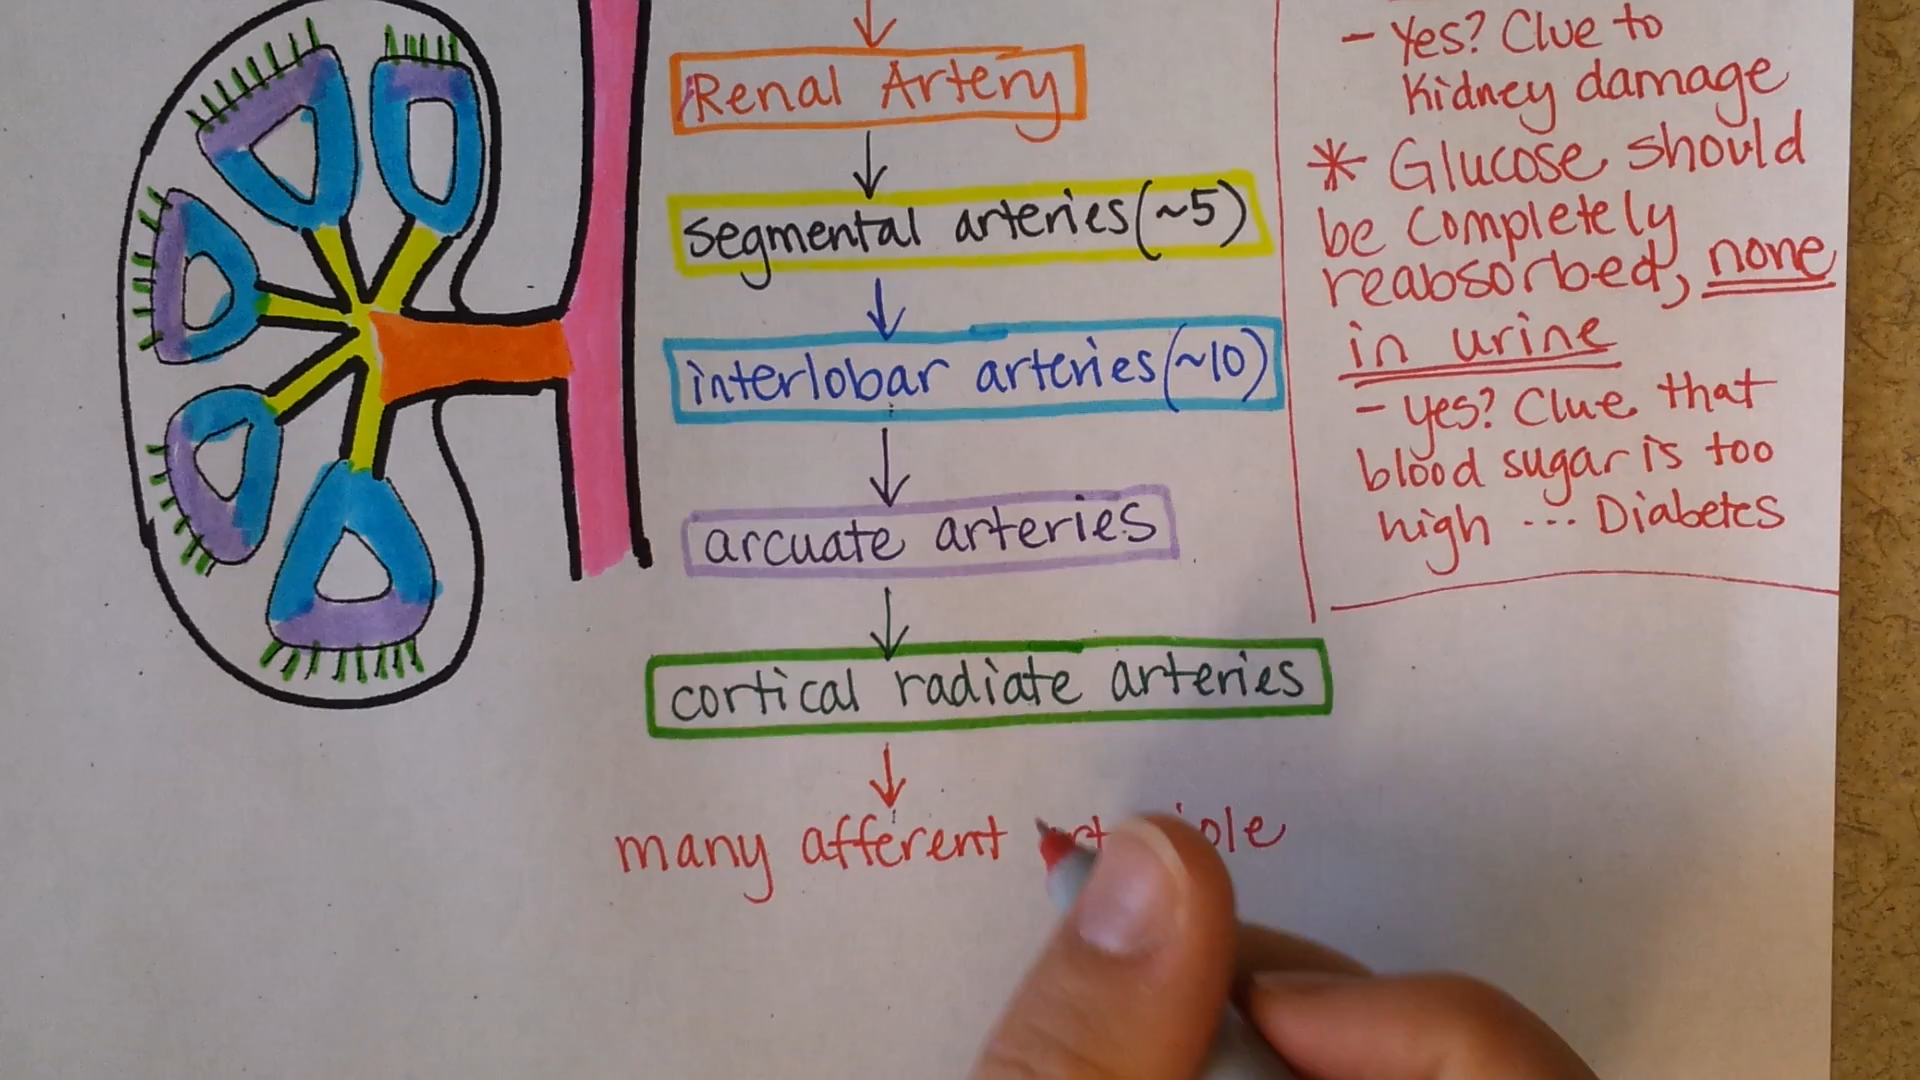 Renal Artery
segmental arteries (~5)
interlobar arteries (~10)
arcuate arteries
cortical radiate arteries
many afferent
- Yes? Clue to
Kidney damage
* Glucose should
be completely
reabsorbed, none
in urine
- yes? Clue that
blood sugar is too
high ... Diabetes